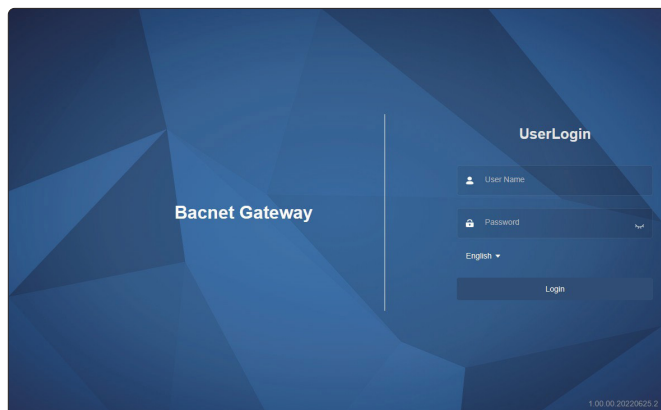 Bacnet Gateway
UserLogin
User Name
Password
English
Login
1.00.00.20220625.2